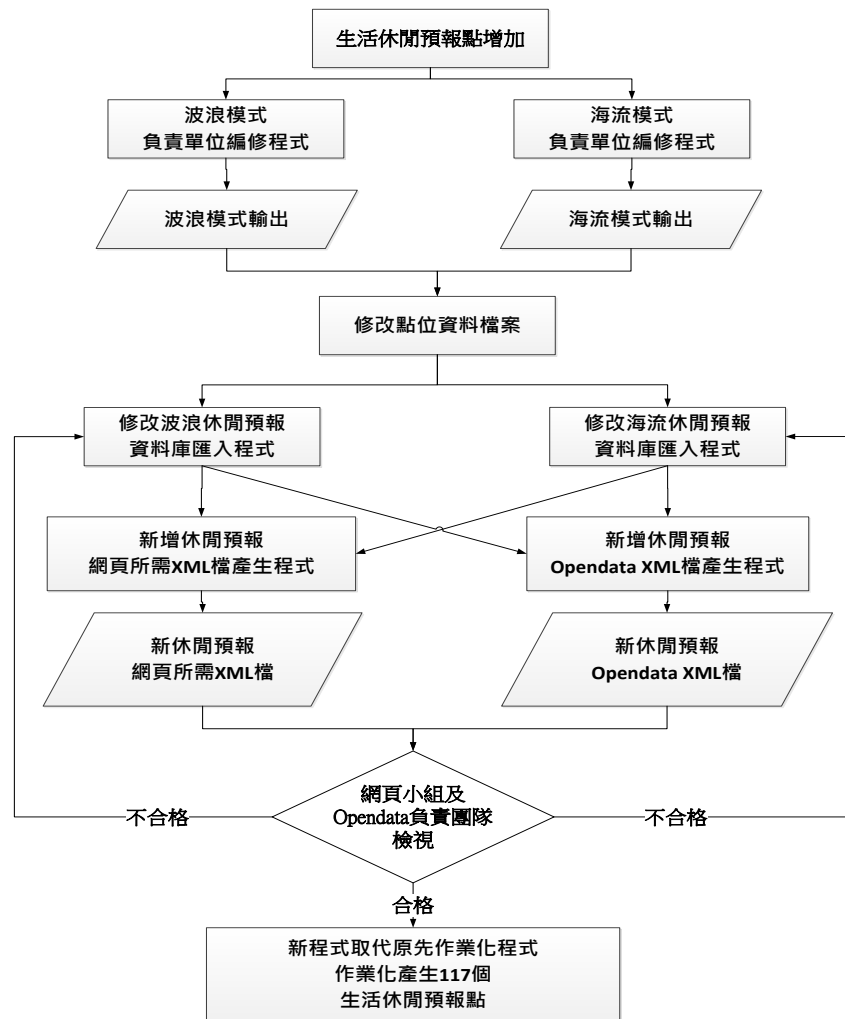 生活休閒預報點增加
波浪模式
負責單位編修程式
海流模式
負責單位編修程式
波浪模式輸出
海流模式輸出
修改點位資料檔案
修改波浪休閒預報
資料庫匯入程式
修改海流休閒預報
資料庫匯入程式
新增休閒預報
網頁所需XML檔產生程式
新增休閒預報
Opendata XML檔產生程式
新休閒預報
網頁所需XML檔
新休閒預報
Opendata XML檔
網頁小組及
Opendata負責團隊
檢視
不合格
不合格
合格
新程式取代原先作業化程式
作業化產生117個
生活休閒預報點